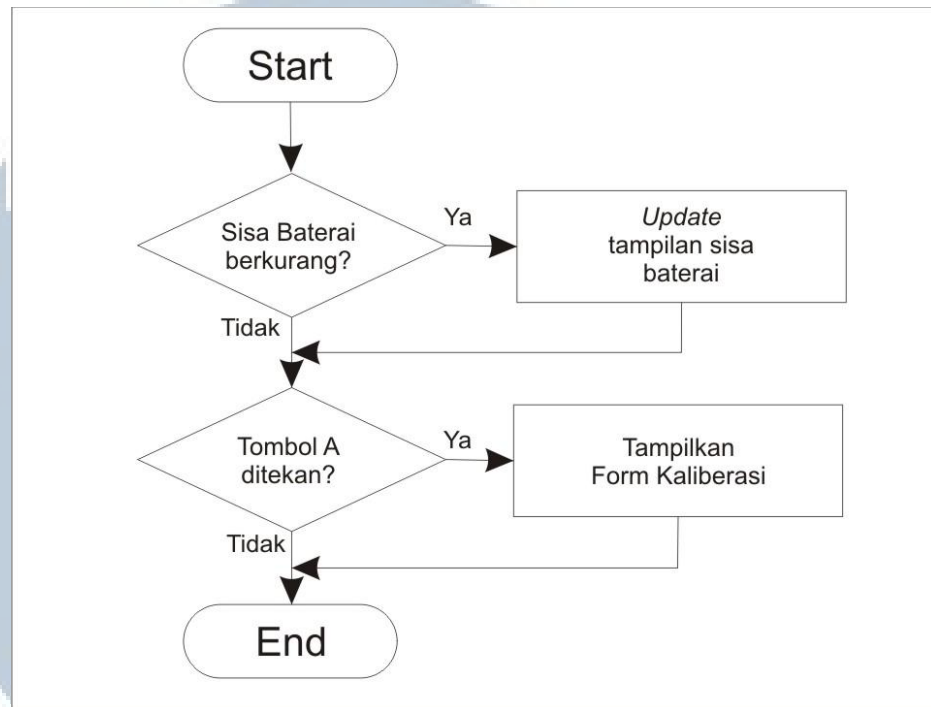 Start
Sisa Baterai
berkurang?
Ya
Update
tampilan sisa
baterai
Tidak
Tombol A
ditekan?
Ya
Tampilkan
Form Kaliberasi
Tidak
End